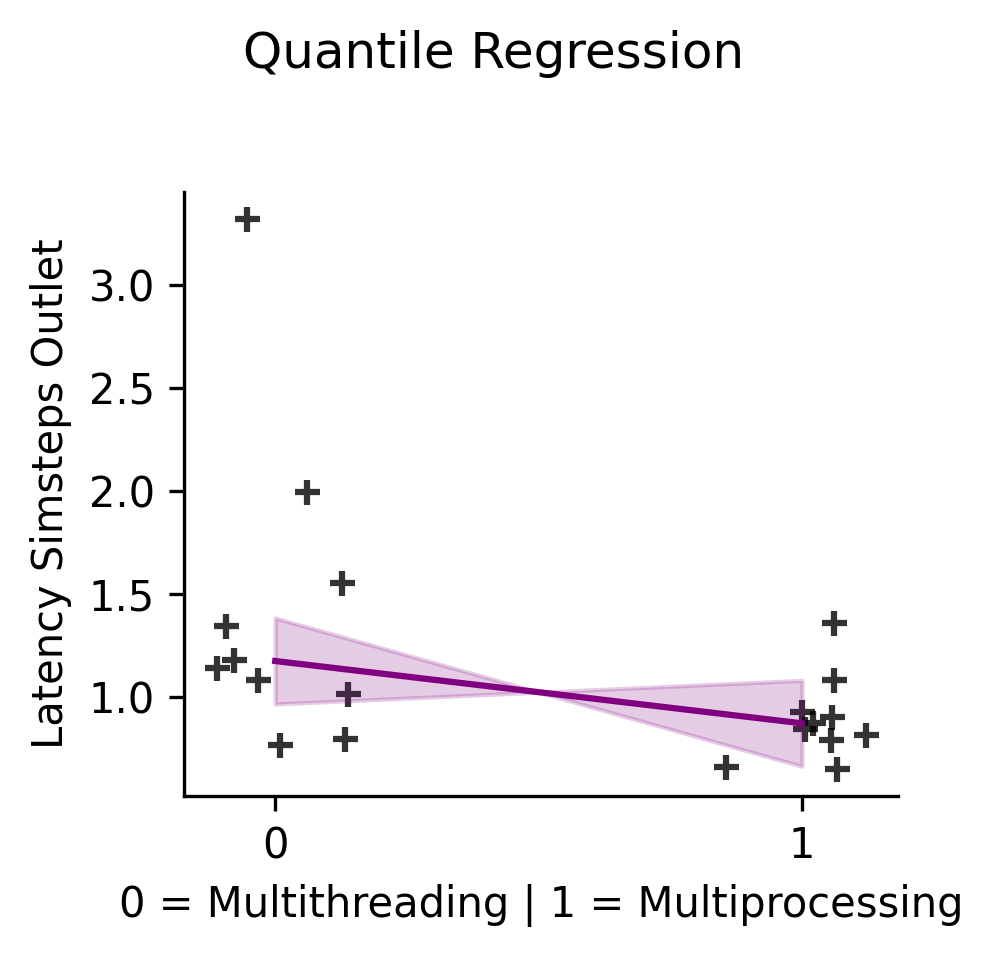 Quantile Regression
Latency Simsteps Outlet
3.0
2.5
2.0
1.5
1.0
0 1
0 = Multithreading | 1 = Multiprocessing